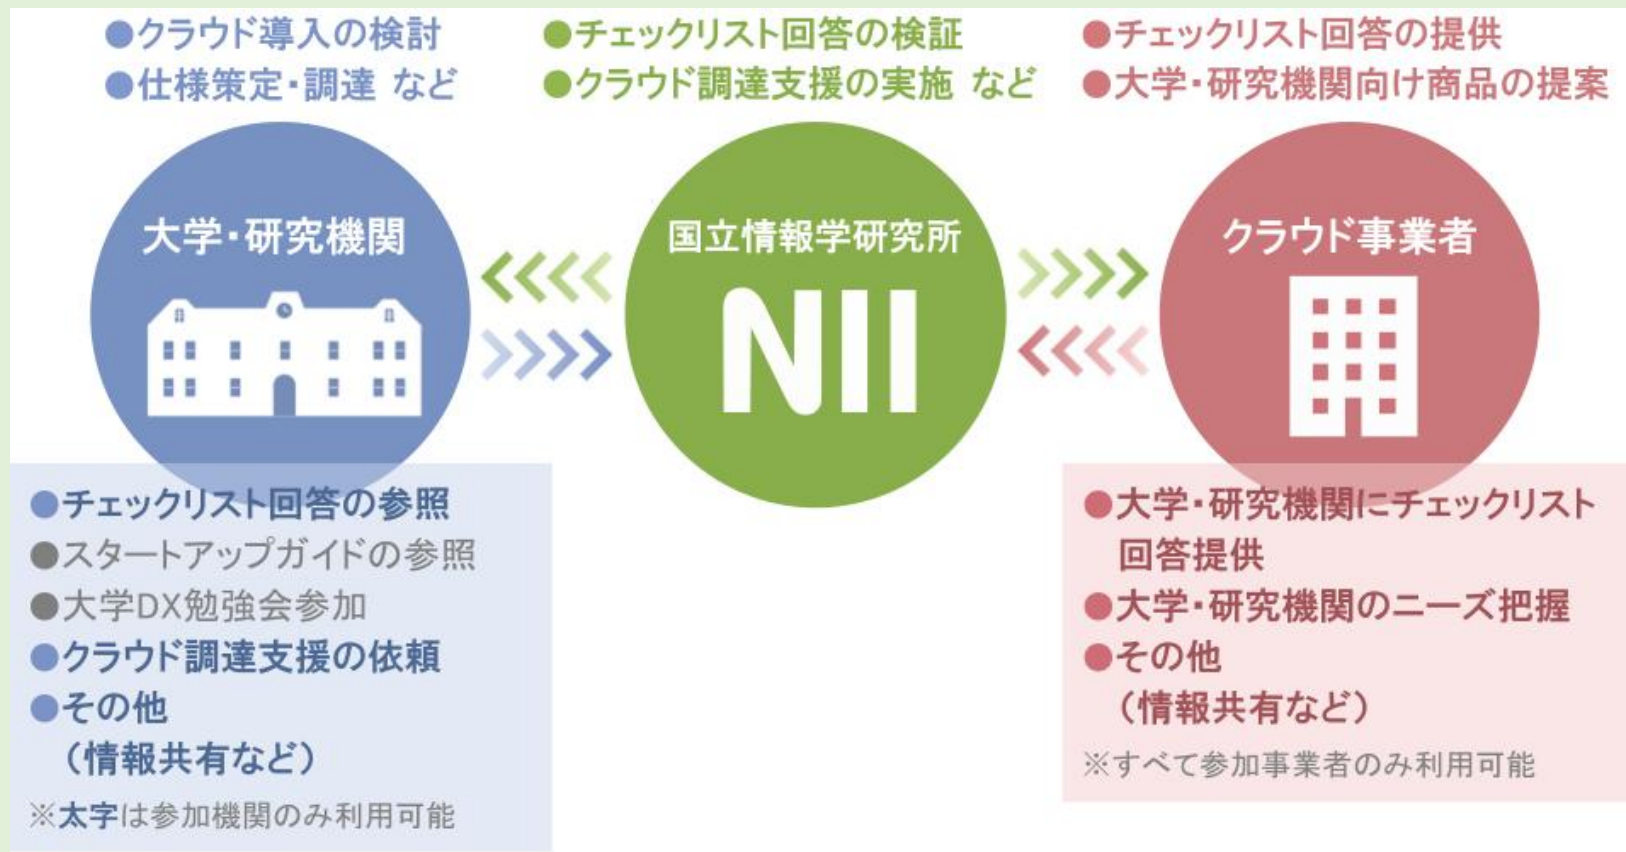 ●クラウド導入の検討
●仕様策定・調達 など
●チェックリスト回答の検証
●クラウド調達支援の実施 など
●チェックリスト回答の提供
●大学・研究機関向け商品の提案
大学・研究機関
国立情報学研究所
NII
クラウド事業者
●チェックリスト回答の参照
●スタートアップガイドの参照
●大学DX勉強会参加
●クラウド調達支援の依頼
●その他
（情報共有など）
※太字は参加機関のみ利用可能
●大学・研究機関にチェックリスト
回答提供
●大学・研究機関のニーズ把握
●その他
（情報共有など）
※すべて参加事業者のみ利用可能